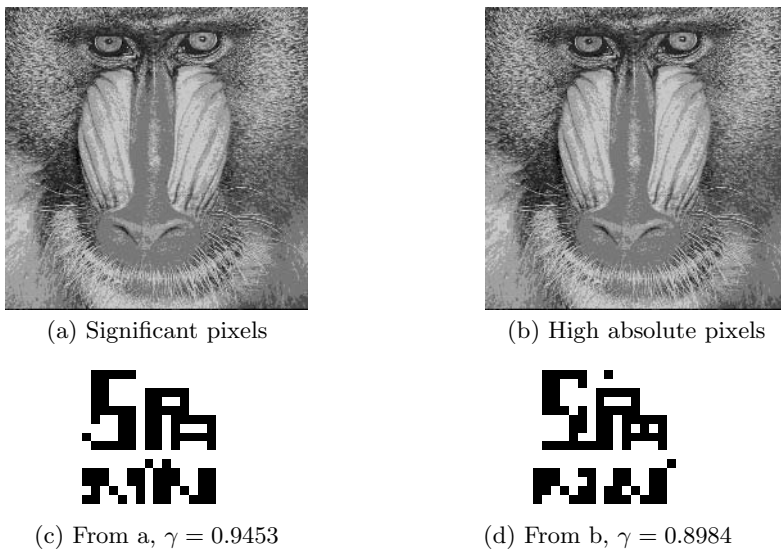 (a) Significant pixels
(b) High absolute pixels
(c) From a, γ = 0.9453
(d) From b, γ = 0.8984